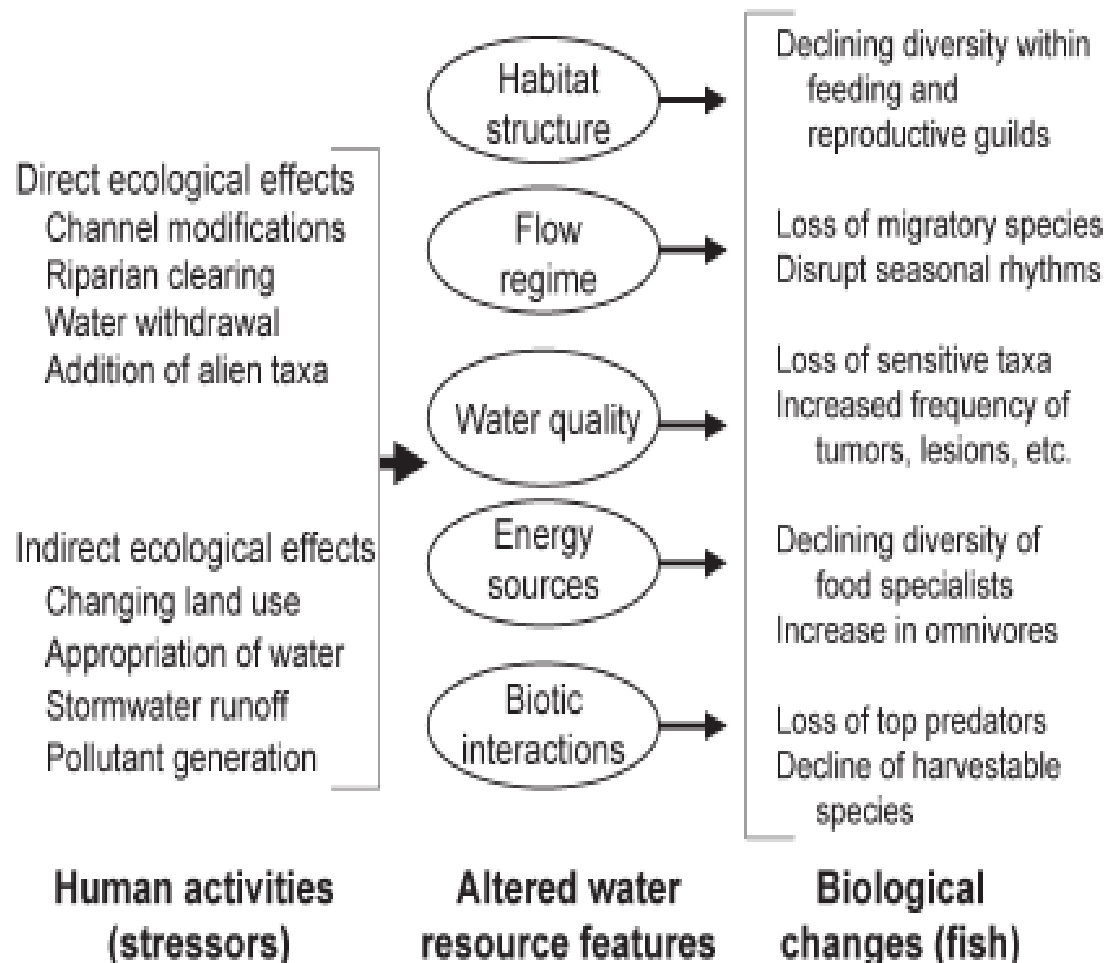 Direct ecological effects
Channel modifications
Riparian clearing
Water withdrawal
Addition of alien taxa
Indirect ecological effects
Changing land use
Appropriation of water
Stormwater runoff
Pollutant generation
Human activities
(stressors)
Habitat
structure
Flow
regime
Water quality
Energy
sources
Biotic
interactions
Altered water
resource features
Declining diversity within
feeding and
reproductive guilds
Loss of migratory species
Disrupt seasonal rhythms
Loss of sensitive taxa
Increased frequency of
tumors, lesions, etc.
Declining diversity of
food specialists
Increase in omnivores
Loss of top predators
Decline of harvestable
species
Biological
changes (fish)